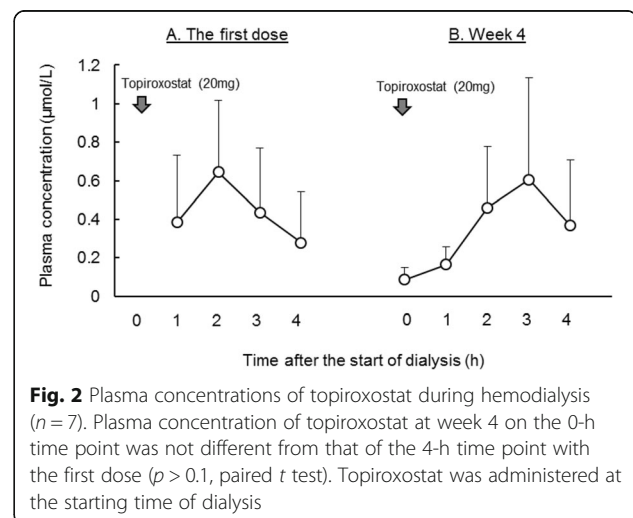 A. The first dose B. Week 4
Topiroxostat (20mg) Topiroxostat (20mg)
Plasma concentration (μmol/L)
1.2
1
0.8
0.6
0.4
0.2
0
0 1 2 3 4 0 1 2 3 4
Time after the start of dialysis (h)
Fig. 2 Plasma concentrations of topiroxostat during hemodialysis
(n = 7). Plasma concentration of topiroxostat at week 4 on the 0-h
time point was not different from that of the 4-h time point with
the first dose (p > 0.1, paired t test). Topiroxostat was administered at
the starting time of dialysis